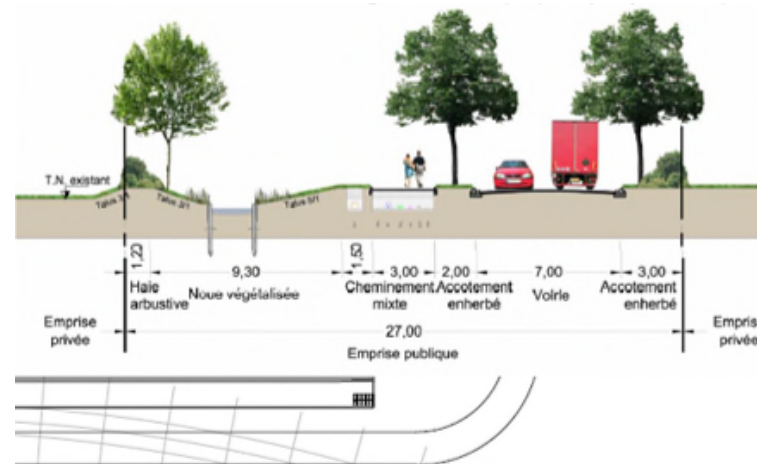 T.N. existant
Talus 3/1
Talus 3/1
Talus 5/1
1,20
9,30
1,50
3,00
2,00
7,00
3,00
Haie
arbustive
Noue végétalisée
Cheminement
mixte
Accotement
enherbé
Voirie
Accotement
enherbé
Emprise
privée
27,00
Emprise publique
Empris
privée